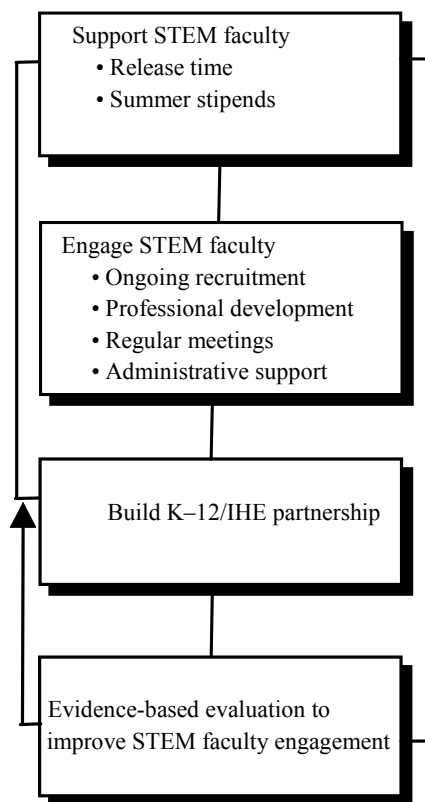 Support STEM faculty
• Release time
• Summer stipends
Engage STEM faculty
• Ongoing recruitment
• Professional development
• Regular meetings
• Administrative support
Build K–12/IHE partnership
Evidence-based evaluation to
improve STEM faculty engagement